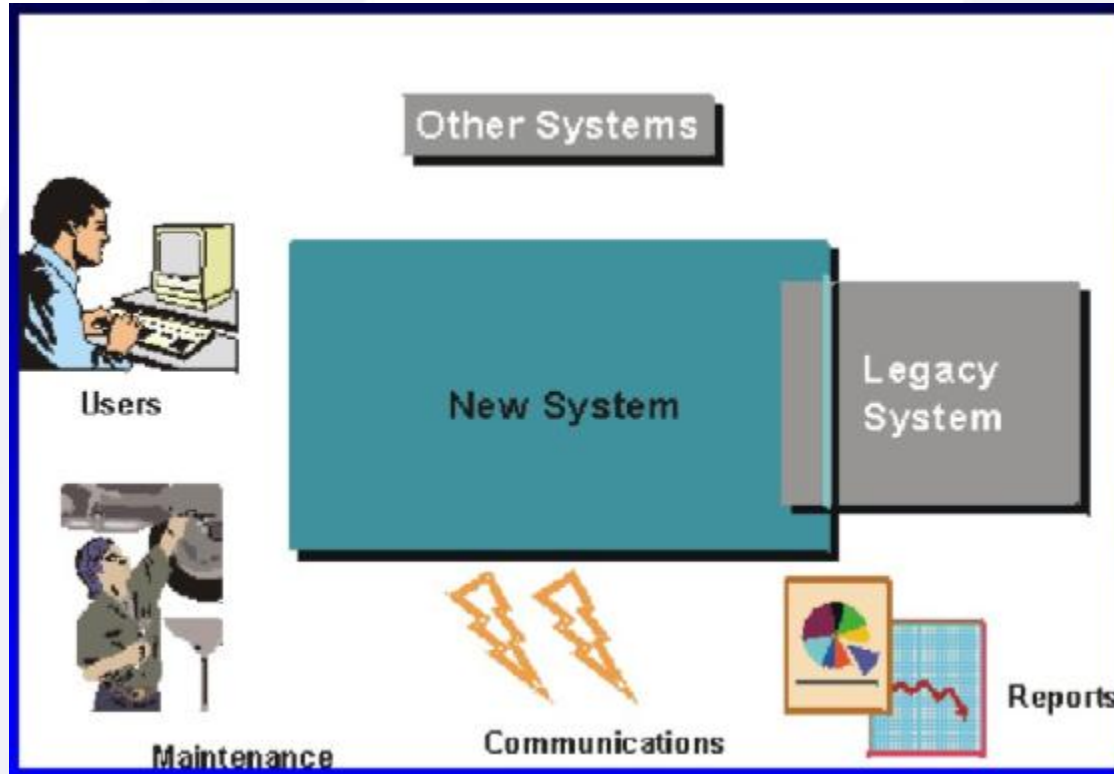 Other Systems
Users
New System
Legacy
System
Maintenance
Communications
Reports